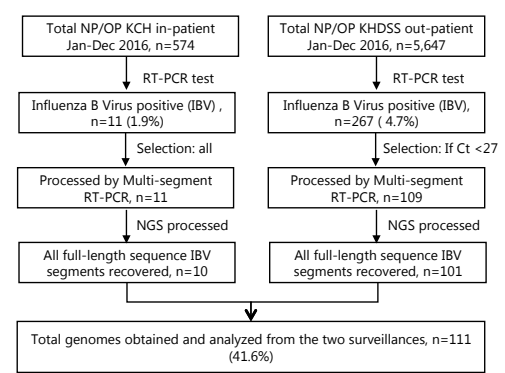 Total NP/OP KCH in-patient
Jan-Dec 2016, n=574
RT-PCR test
Influenza B Virus positive (IBV) ,
n=11 (1.9%)
Selection: all
Processed by Multi-segment
RT-PCR, n=11
NGS processed
All full-length sequence IBV
segments recovered, n=10
Total NP/OP KHDSS out-patient
Jan-Dec 2016, n=5,647
RT-PCR test
Influenza B Virus positive (IBV),
n=267 ( 4.7%)
Selection: If Ct <27
Processed by Multi-segment
RT-PCR, n=109
NGS processed
All full-length sequence IBV
segments recovered, n=101
Total genomes obtained and analyzed from the two surveillances, n=111
(41.6%)